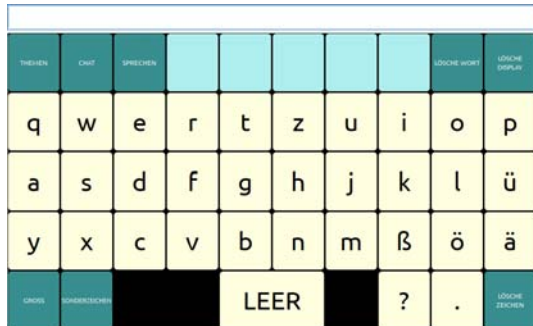 THEMEN CHAT SPRECHEN LÖSCHE WORT LÖSCHE DISPLAY
q w e r t z u i o p
a s d f g h j k l ü
y x c v b n m ß ö ä
GROSS SONDERZEICHEN LEER ? . LÖSCHE ZEICHEN